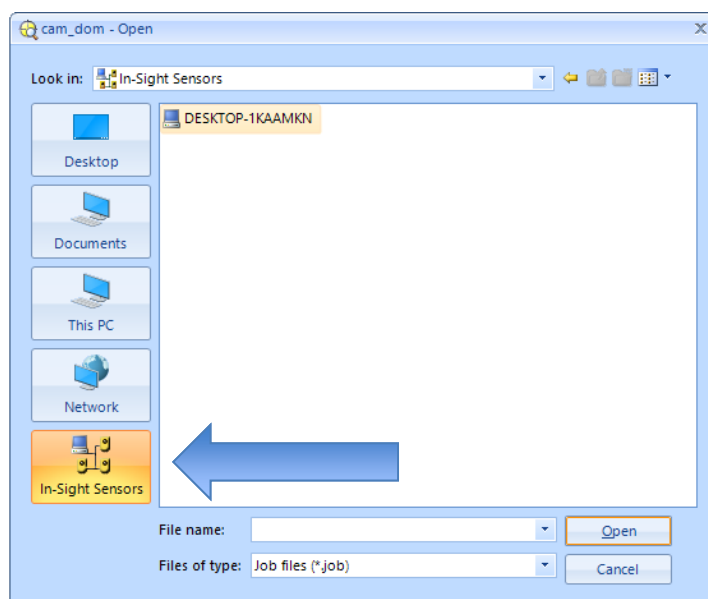 cam_dom - Open
Look in: In-Sight Sensors
DESKTOP-1KAAMKN
Desktop
Documents
This PC
Network
In-Sight Sensors
File name:
Open
Files of type: Job files (*.job)
Cancel